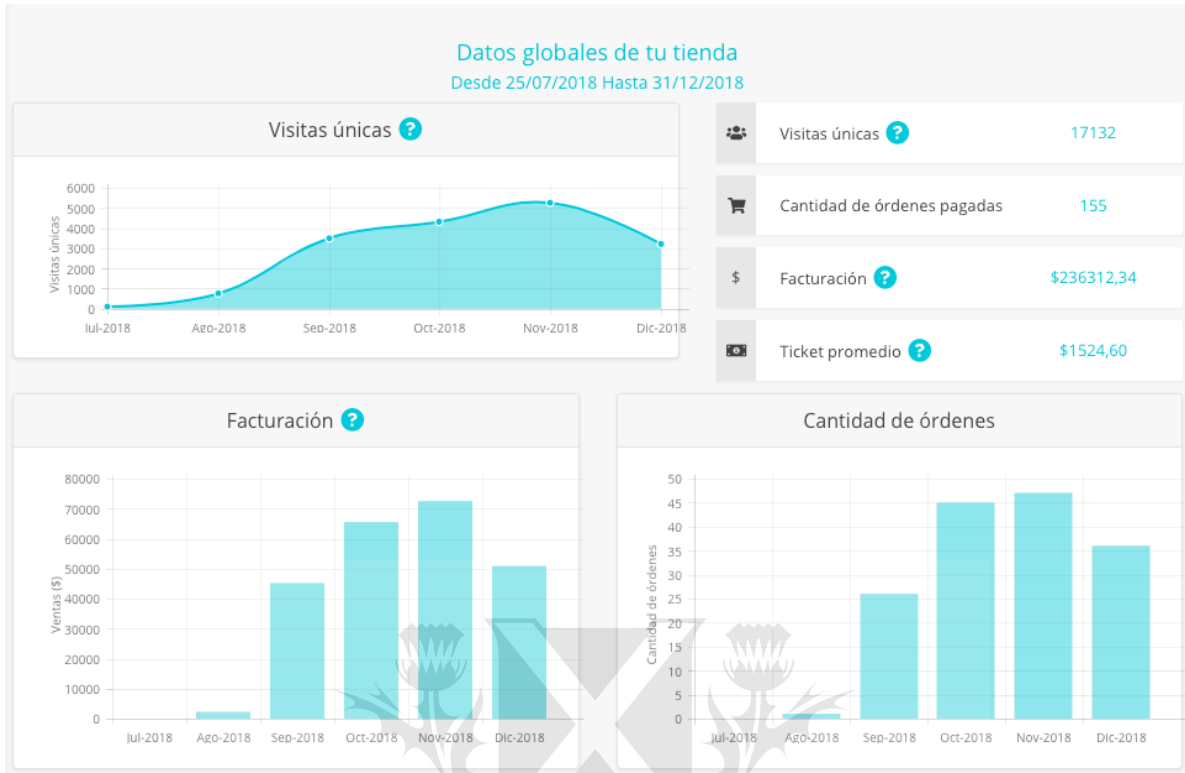 Datos globales de tu tienda
Desde 25/07/2018 Hasta 31/12/2018
Visitas únicas ?
6000
5000
4000
3000
2000
1000
0
Visitas únicas
Jul-2018 Ago-2018 Sep-2018 Oct-2018 Nov-2018 Dic-2018
Visitas únicas ? 17132
Cantidad de órdenes pagadas 155
$ Facturación ? $236312,34
Ticket promedio ? $1524,60
Facturación ?
80000
70000
60000
50000
40000
30000
20000
10000
0
Ventas ($)
Jul-2018 Ago-2018 Sep-2018 Oct-2018 Nov-2018 Dic-2018
Cantidad de órdenes
50
45
40
35
30
25
20
15
10
5
0
Cantidad de órdenes
Jul-2018 Ago-2018 Sep-2018 Oct-2018 Nov-2018 Dic-2018